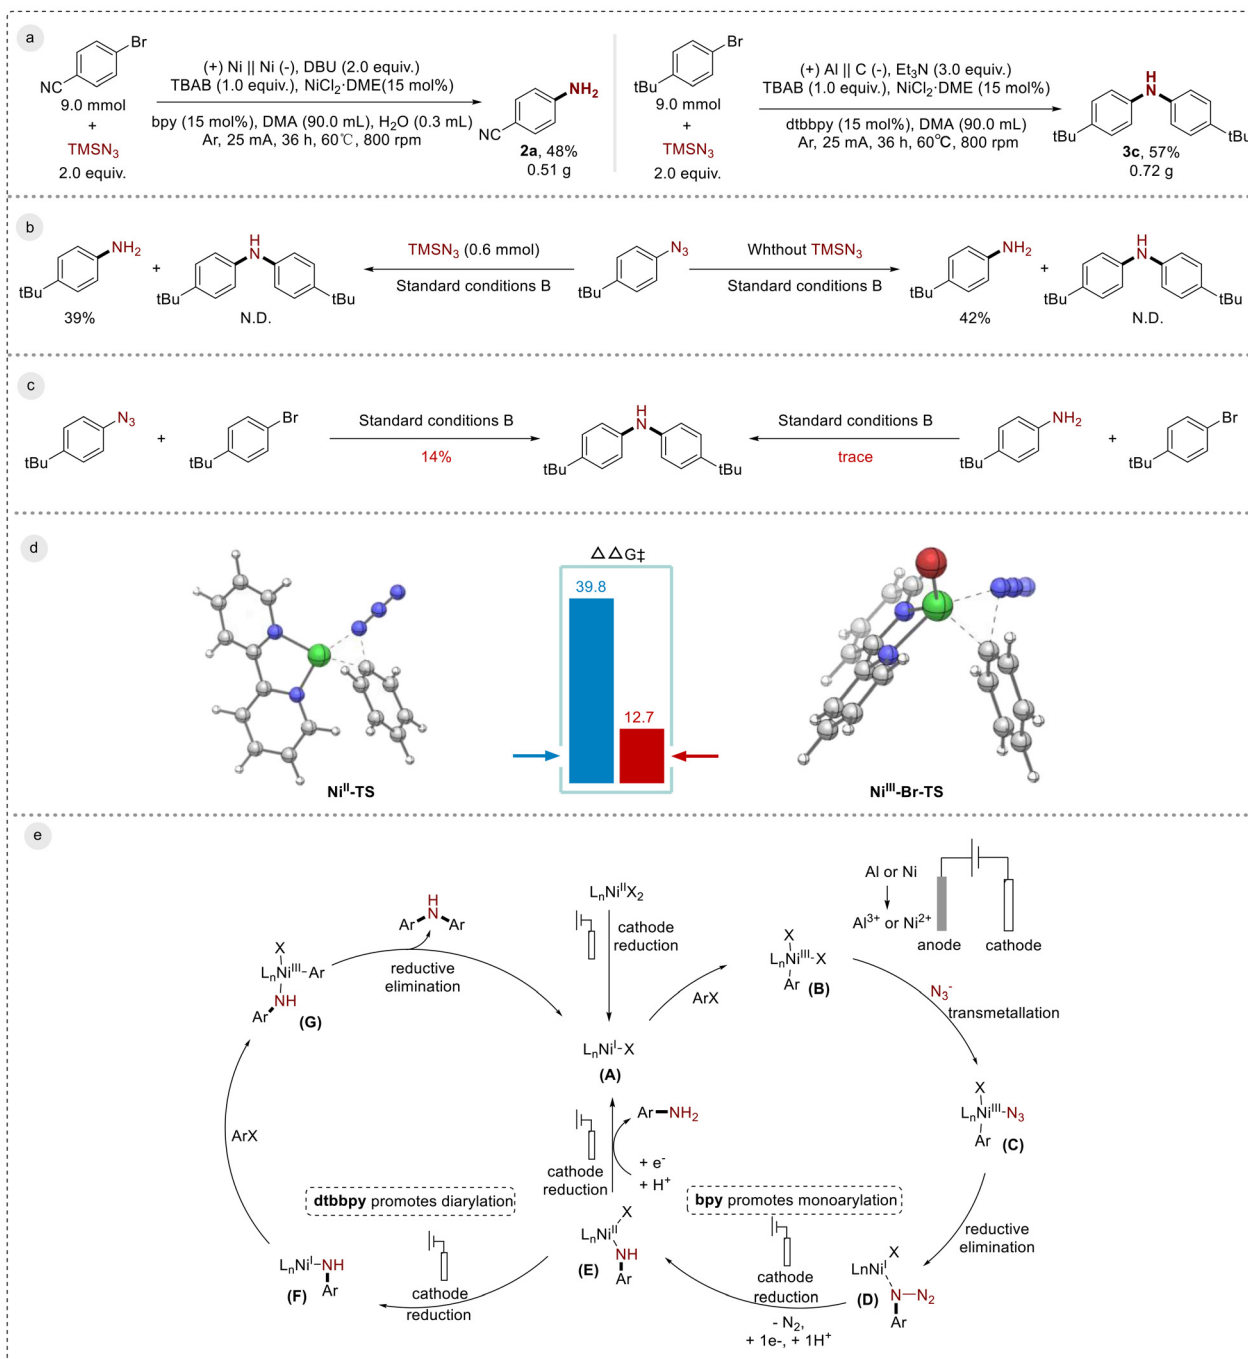 a
Br
CN
9.0 mmol
+
TMSN3
2.0 equiv.
(+) Ni || Ni (-), DBU (2.0 equiv.)
TBAB (1.0 equiv.), NiCl2·DME(15 mol%)
bpy (15 mol%), DMA (90.0 mL), H2O (0.3 mL)
Ar, 25 mA, 36 h, 60℃, 800 rpm
NH2
CN
2a, 48%
0.51 g
Br
tBu
9.0 mmol
+
TMSN3
2.0 equiv.
(+) Al || C (-), Et3N (3.0 equiv.)
TBAB (1.0 equiv.), NiCl2·DME (15 mol%)
dtbbpy (15 mol%), DMA (90.0 mL)
Ar, 25 mA, 36 h, 60°C, 800 rpm
H
N
tBu
tBu
3c, 57%
0.72 g
b
NH2
tBu
39%
+
H
N
tBu
tBu
N.D.
TMSN3 (0.6 mmol)
Standard conditions B
N3
tBu
Whthout TMSN3
Standard conditions B
NH2
tBu
42%
+
H
N
tBu
tBu
N.D.
c
N3
tBu
+
Br
tBu
Standard conditions B
14%
H
N
tBu
tBu
Standard conditions B
trace
NH2
tBu
+
Br
tBu
d
△△G‡
39.8
12.7
NiII-TS
NiIII-Br-TS
e
LnNiIIX2
cathode
reduction
Al or Ni
Al3+ or Ni2+
anode
cathode
H
N
Ar
Ar
reductive
elimination
X
LnNiIII-Ar
NH
Ar
(G)
ArX
X
LnNiIII-X
Ar
(B)
N3-
transmetallation
LnNiI-X
(A)
ArX
X
LnNiIII-N3
Ar
(C)
reductive
elimination
Ar-NH2
+ e-
+ H+
cathode
reduction
dtbbpy promotes diarylation
bpy promotes monoarylation
X
LnNiII
NH
Ar
(E)
cathode
reduction
- N2,
+ 1e-, + 1H+
X
LnNiI
N-N2
Ar
(D)
cathode
reduction
LnNiI-NH
Ar
(F)